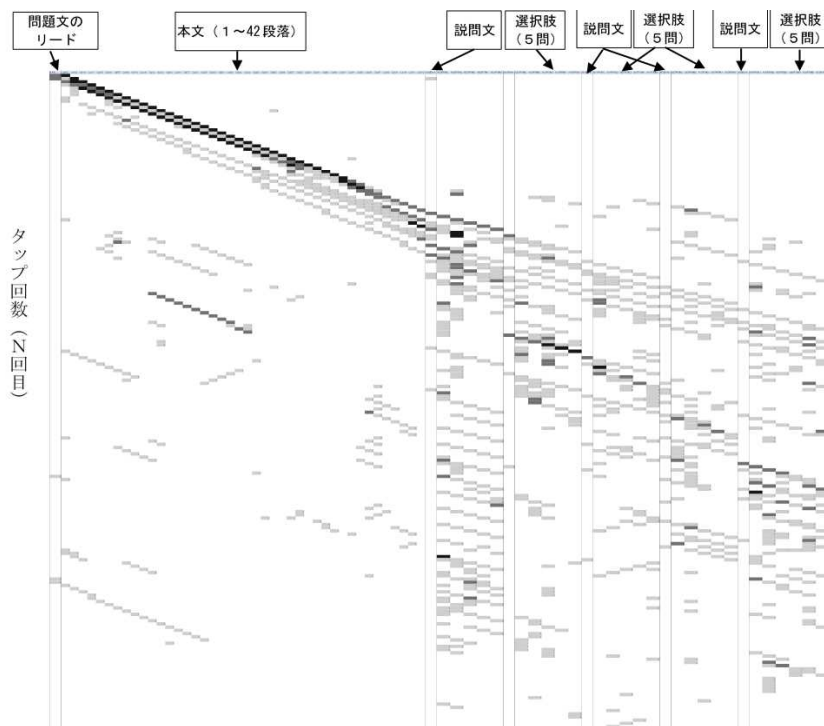 問題文の
リード
本文（1～42段落）
説問文
選択肢
（5問）
説問文
選択肢
（5問）
説問文
選択肢
（5問）
タップ回数（N回目）